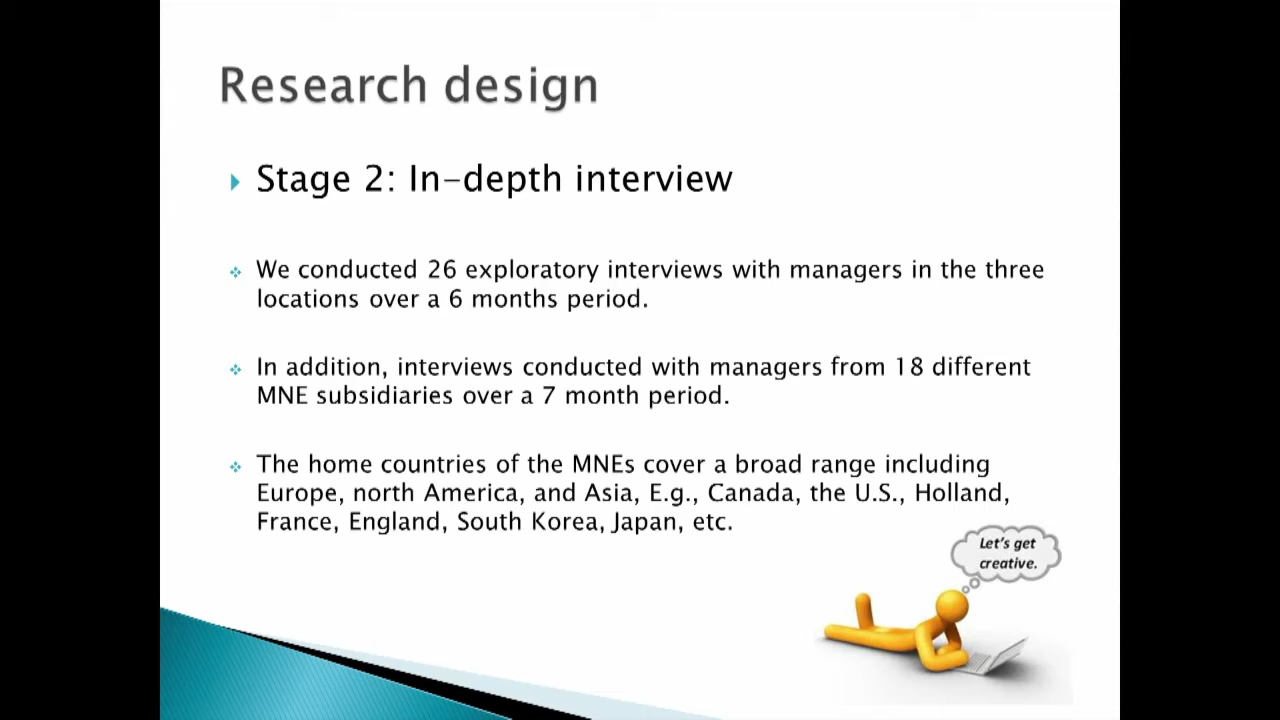 Research design
Stage 2: In-depth interview
We conducted 26 exploratory interviews with managers in the three
locations over a 6 months period.
In addition, interviews conducted with managers from 18 different
MNE subsidiaries over a 7 month period.
The home countries of the MNEs cover a broad range including
Europe, north America, and Asia, E.g., Canada, the U.S., Holland,
France, England, South Korea, Japan, etc.
Let's get
creative.